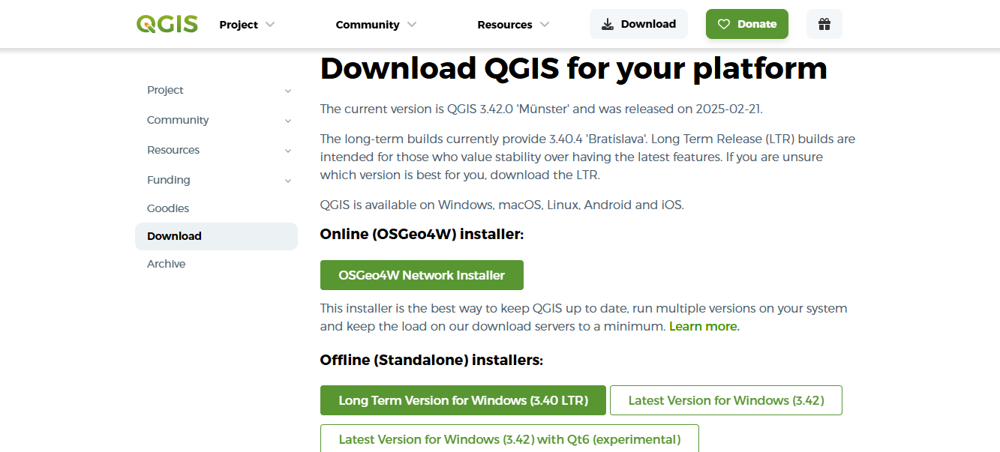 QGIS Project Community Resources Download Donate
Download QGIS for your platform
Project
Community
Resources
Funding
Goodies
Download
Archive
The current version is QGIS 3.42.0 'Münster' and was released on 2025-02-21.
The long-term builds currently provide 3.40.4 'Bratislava'. Long Term Release (LTR) builds are
intended for those who value stability over having the latest features. If you are unsure
which version is best for you, download the LTR.
QGIS is available on Windows, macOS, Linux, Android and iOS.
Online (OSGeo4W) installer:
OSGeo4W Network Installer
This installer is the best way to keep QGIS up to date, run multiple versions on your system
and keep the load on our download servers to a minimum. Learn more.
Offline (Standalone) installers:
Long Term Version for Windows (3.40 LTR) Latest Version for Windows (3.42)
Latest Version for Windows (3.42) with Qt6 (experimental)